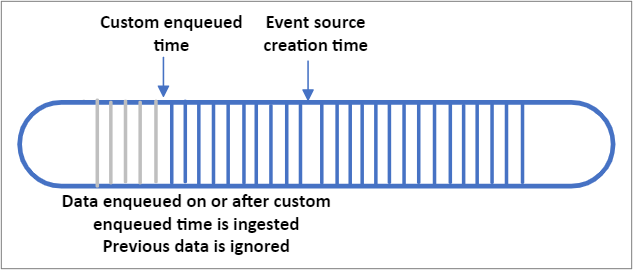 Custom enqueued
time
Event source
creation time
Data enqueued on or after custom
enqueued time is ingested
Previous data is ignored